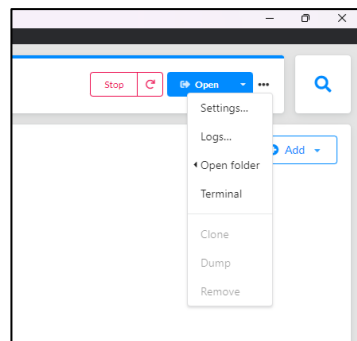 Stop
Open
Settings...
Logs...
Open folder
Add
Terminal
Clone
Dump
Remove